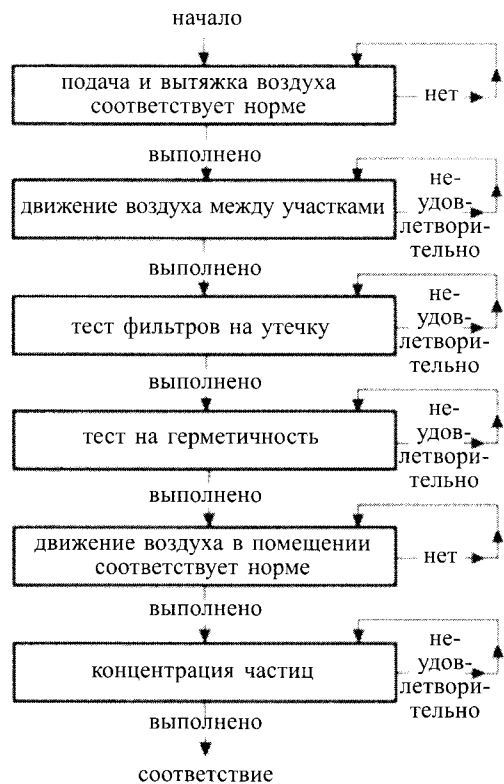 начало
подача и вытяжка воздуха
соответствует норме
нет
выполнено
движение воздуха между участками
не-
удов-
летвори-
тельно
выполнено
тест фильтров на утечку
не-
удов-
летвори-
тельно
выполнено
тест на герметичность
не-
удов-
летвори-
тельно
выполнено
движение воздуха в помещении
соответствует норме
нет
выполнено
концентрация частиц
не-
удов-
летвори-
тельно
выполнено
соответствие